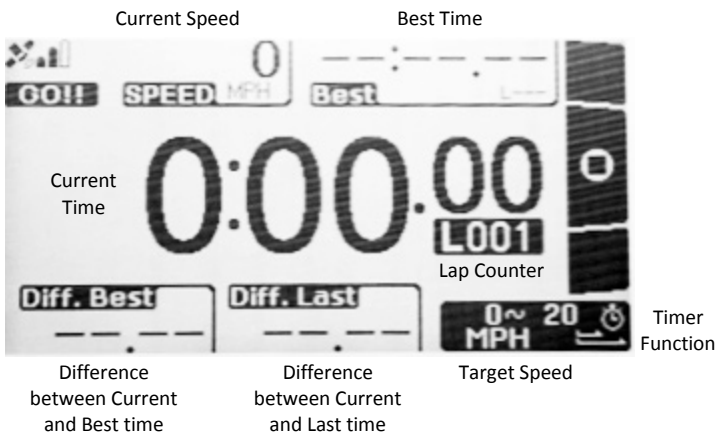 Current Speed
Best Time
0
--:--.--
GO!!
SPEED MPH
Best
L---
Current
Time
0:00.00
L001
Lap Counter
Diff. Best
Diff. Last
--.--
--.--
0~ 20
MPH
Timer
Function
Difference
between Current
and Best time
Difference
between Current
and Last time
Target Speed